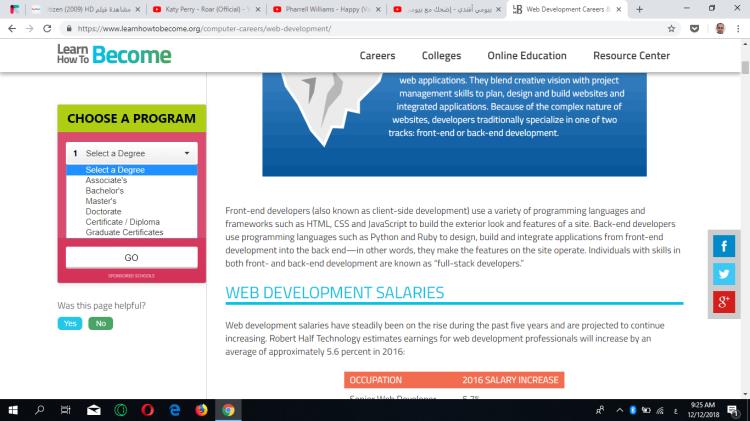 مشاهدة فيلم HD (2009) itizen
Katy Perry - Roar (Official) - Y
Pharrell Williams - Happy (V
بيومي أفندي - إضحك مع بيوم
Web Development Careers &
https://www.learnhowtobecome.org/computer-careers/web-development/
Learn
How To Become
Careers
Colleges
Online Education
Resource Center
web applications. They blend creative vision with project
management skills to plan, design and build websites and
integrated applications. Because of the complex nature of
websites, developers traditionally specialize in one of two
tracks: front-end or back-end development.
CHOOSE A PROGRAM
1 Select a Degree
Select a Degree
Associate's
Bachelor's
Master's
Doctorate
Certificate / Diploma
Graduate Certificates
GO
SPONSORED SCHOOLS
Was this page helpful?
Yes
No
Front-end developers (also known as client-side development) use a variety of programming languages and
frameworks such as HTML, CSS and JavaScript to build the exterior look and features of a site. Back-end developers
use programming languages such as Python and Ruby to design, build and integrate applications from front-end
development into the back end—in other words, they make the features on the site operate. Individuals with skills in
both front- and back-end development are known as "full-stack developers."
WEB DEVELOPMENT SALARIES
Web development salaries have steadily been on the rise during the past five years and are projected to continue
increasing. Robert Half Technology estimates earnings for web development professionals will increase by an
average of approximately 5.6 percent in 2016:
OCCUPATION
2016 SALARY INCREASE
Senior Web Developer
5.7%
f
g+
ع
9:25 AM
12/12/2018